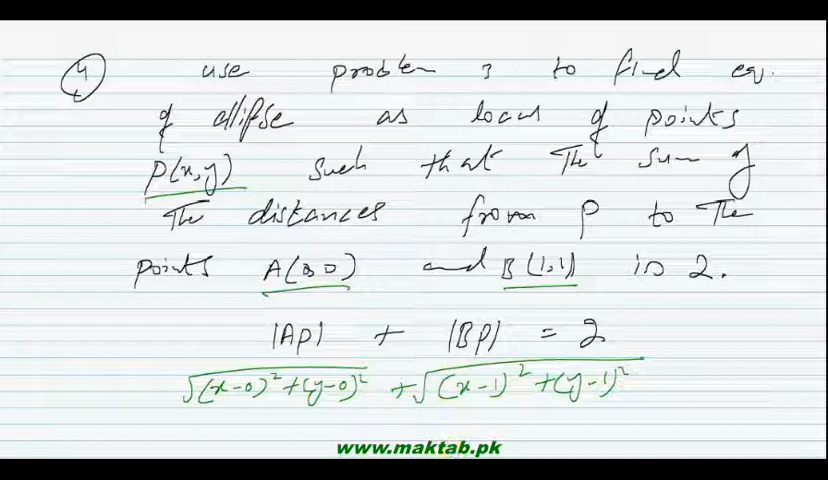 4 use problem 3 to find eq.
of ellipse as locus of points
P(x,y) such that the sum of
the distances from P to the
points A(0,0) and B(1,1) is 2.
|AP| + |BP| = 2
√(x-0)²+(y-0)² + √(x-1)²+(y-1)²
www.maktab.pk